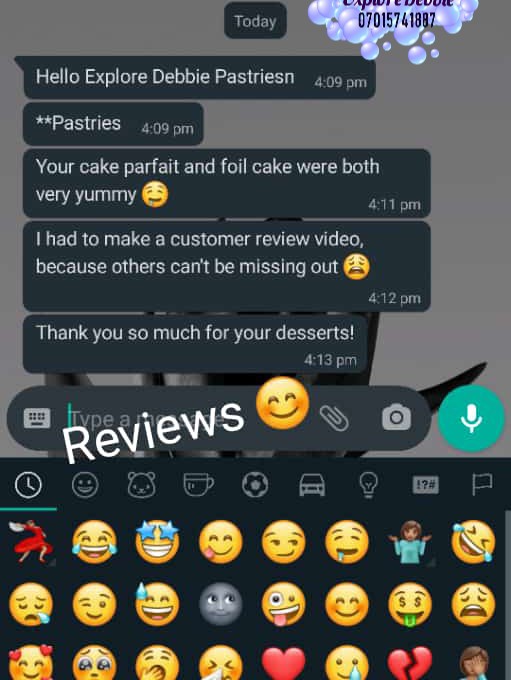 Explore Debbie
07015741887
Today
Hello Explore Debbie Pastriesn 4:09 pm
**Pastries 4:09 pm
Your cake parfait and foil cake were both
very yummy 🤤
4:11 pm
I had to make a customer review video,
because others can't be missing out 😩
4:12 pm
Thank you so much for your desserts!
4:13 pm
Type a message
Reviews 😊
!?#